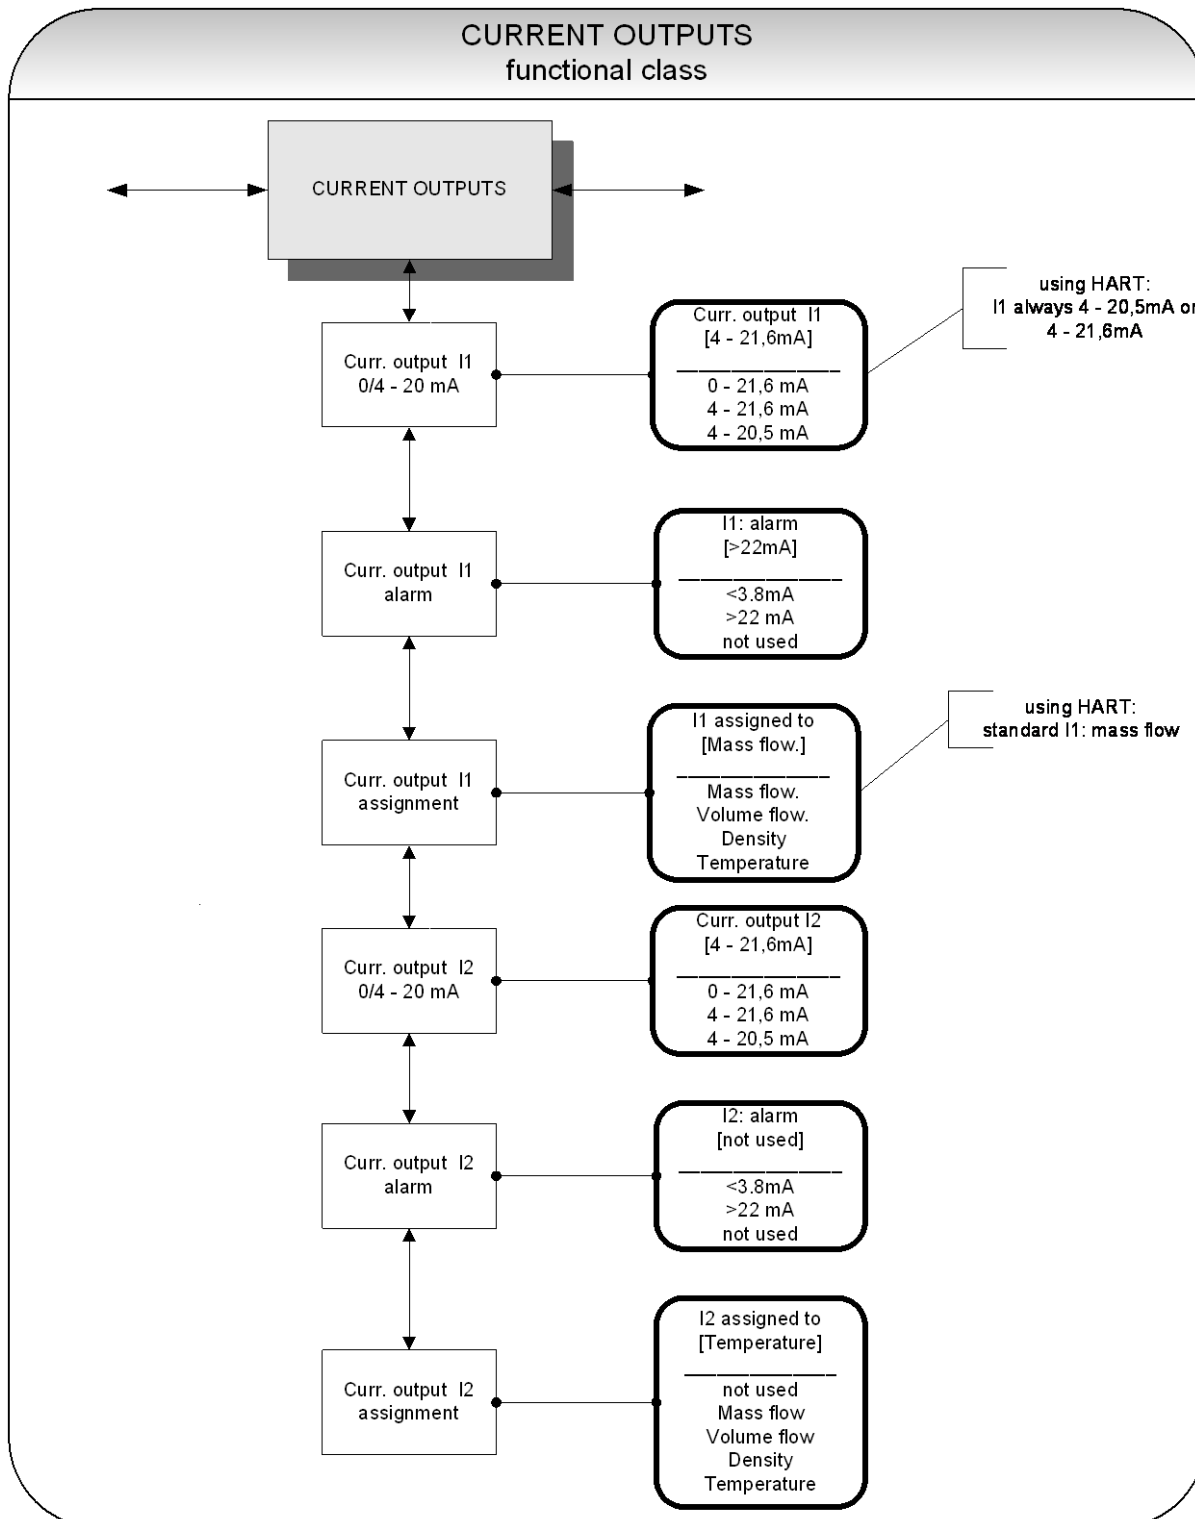 CURRENT OUTPUTS
functional class
CURRENT OUTPUTS
using HART:
I1 always 4 - 20,5mA or
4 - 21,6mA
Curr. output I1
0/4 - 20 mA
Curr. output I1
[4 - 21,6mA]
0 - 21,6 mA
4 - 21,6 mA
4 - 20,5 mA
Curr. output I1
alarm
I1: alarm
[>22mA]
<3.8mA
>22 mA
not used
using HART:
standard I1: mass flow
Curr. output I1
assignment
I1 assigned to
[Mass flow.]
Mass flow.
Volume flow.
Density
Temperature
Curr. output I2
0/4 - 20 mA
Curr. output I2
[4 - 21,6mA]
0 - 21,6 mA
4 - 21,6 mA
4 - 20,5 mA
Curr. output I2
alarm
I2: alarm
[not used]
<3.8mA
>22 mA
not used
Curr. output I2
assignment
I2 assigned to
[Temperature]
not used
Mass flow
Volume flow
Density
Temperature